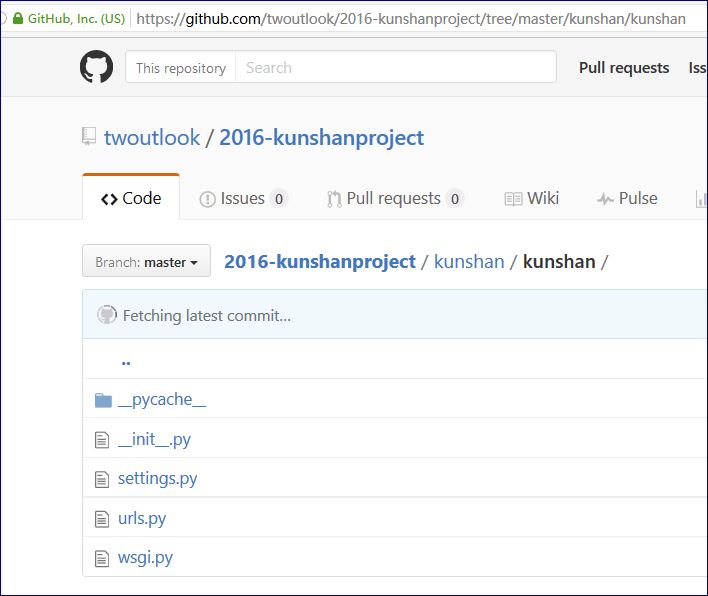 GitHub, Inc. (US) https://github.com/twoutlook/2016-kunshanproject/tree/master/kunshan/kunshan
This repository Search Pull requests Iss
twoutlook / 2016-kunshanproject
Code Issues 0 Pull requests 0 Wiki Pulse
Branch: master 2016-kunshanproject / kunshan / kunshan /
Fetching latest commit...
..
__pycache__
__init__.py
settings.py
urls.py
wsgi.py